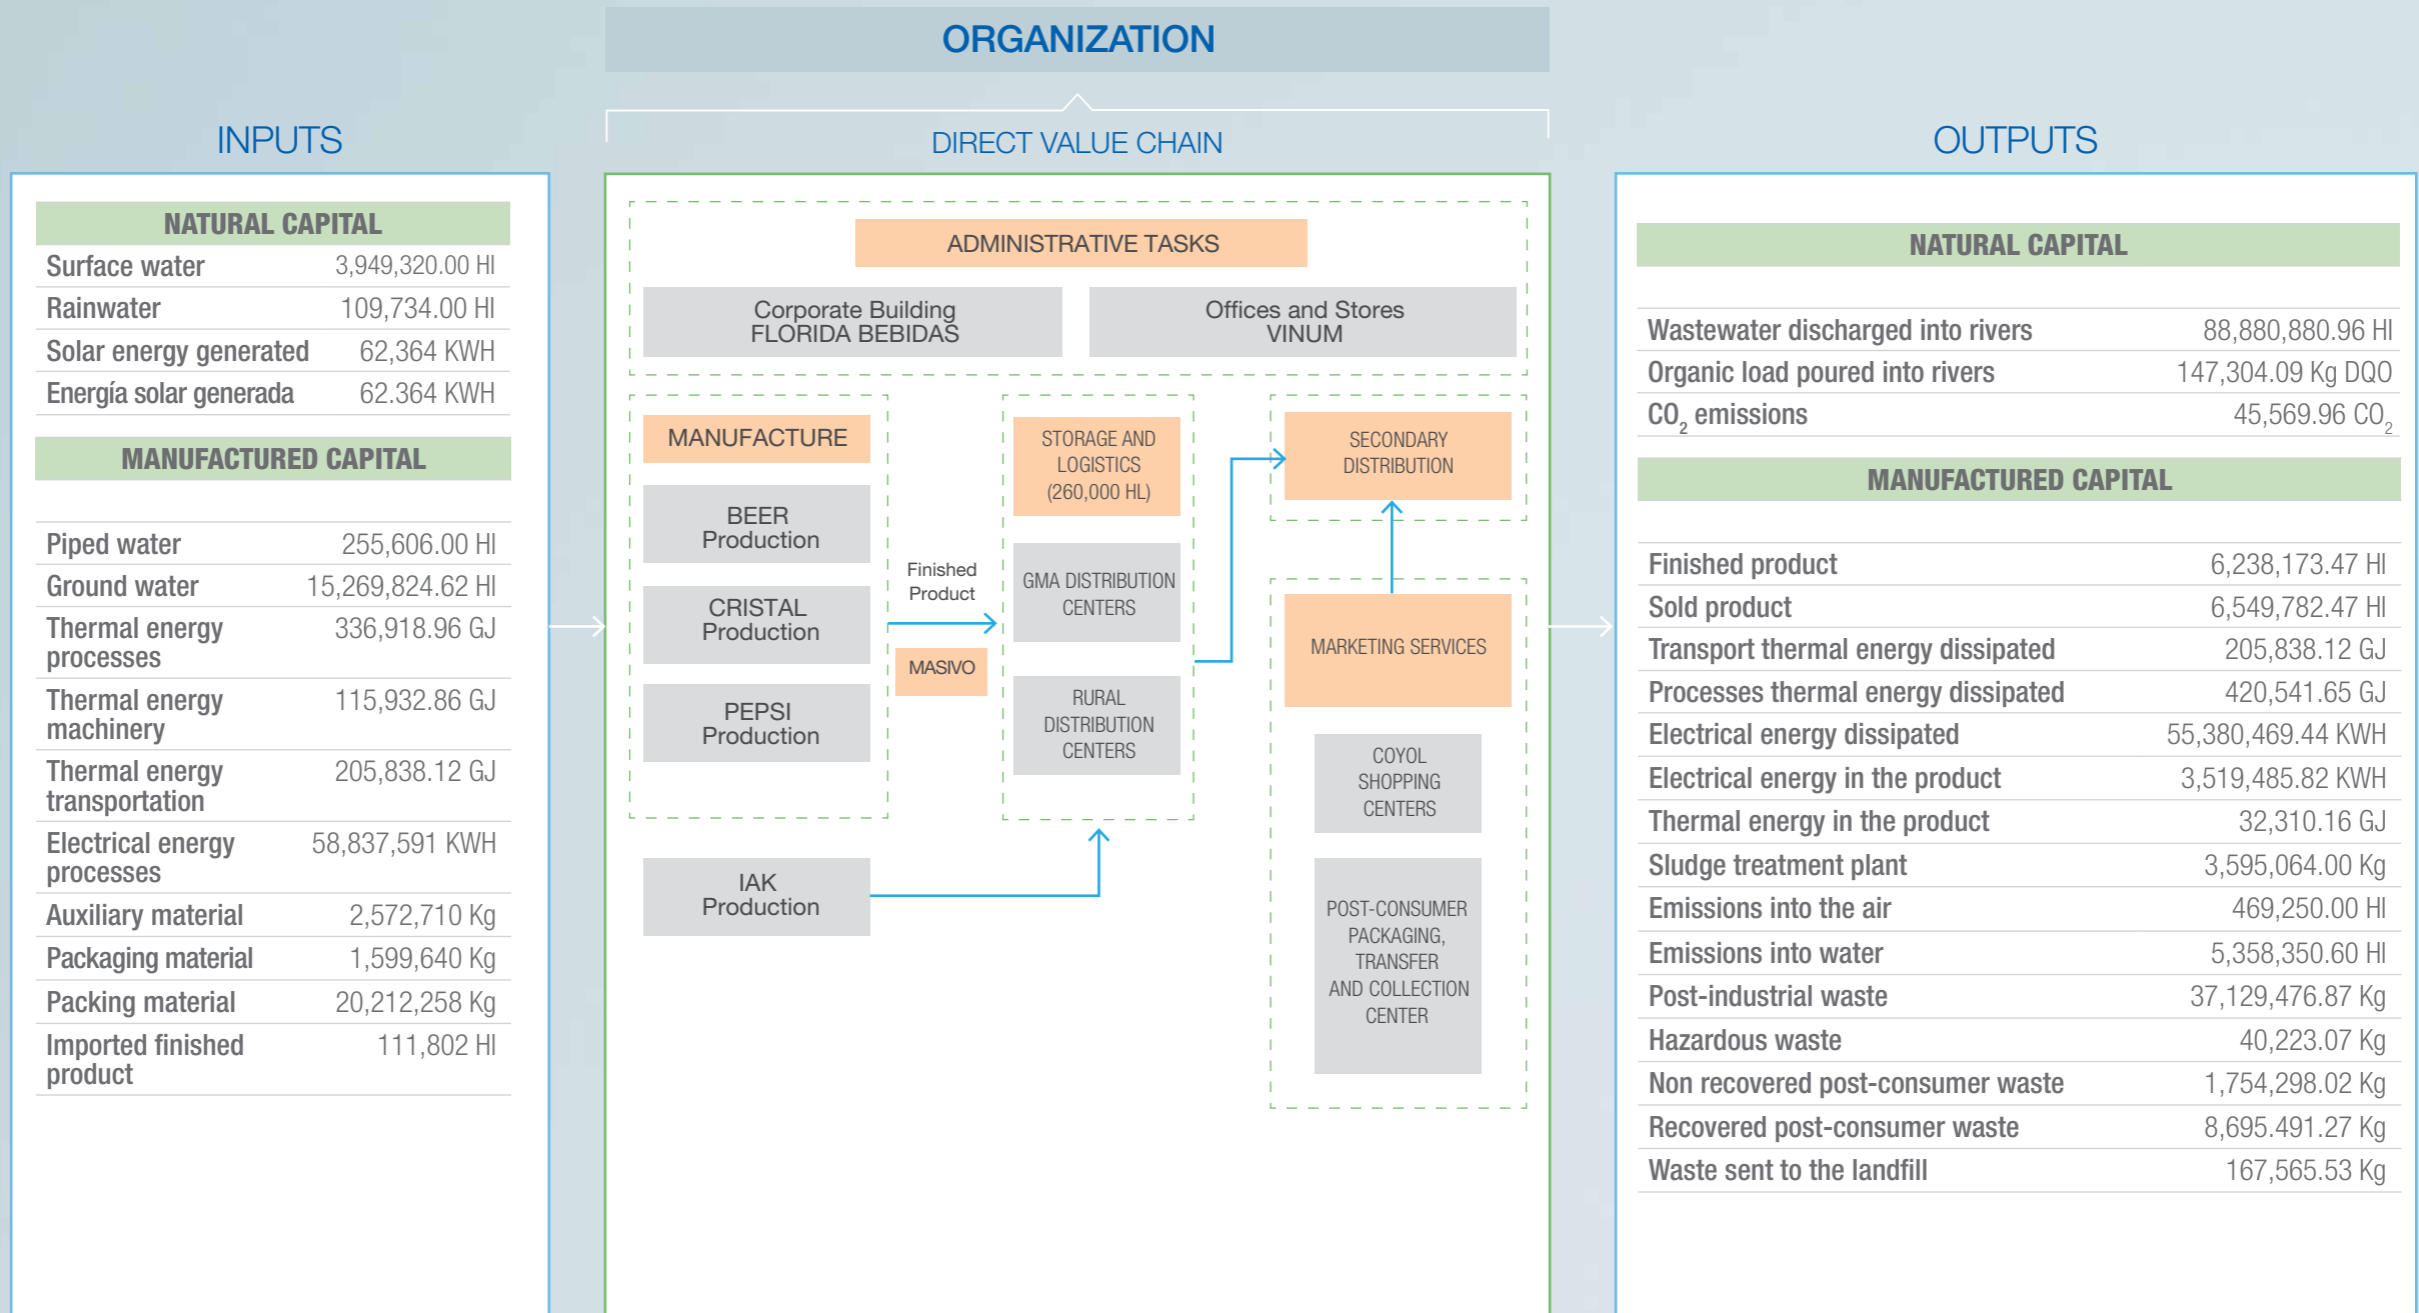 ORGANIZATION
INPUTS
NATURAL CAPITAL
Surface water 3,949,320.00 Hl
Rainwater 109,734.00 Hl
Solar energy generated 62,364 KWH
Energía solar generada 62.364 KWH
MANUFACTURED CAPITAL
Piped water 255,606.00 Hl
Ground water 15,269,824.62 Hl
Thermal energy 336,918.96 GJ
processes
Thermal energy 115,932.86 GJ
machinery
Thermal energy 205,838.12 GJ
transportation
Electrical energy 58,837,591 KWH
processes
Auxiliary material 2,572,710 Kg
Packaging material 1,599,640 Kg
Packing material 20,212,258 Kg
Imported finished 111,802 Hl
product
DIRECT VALUE CHAIN
ADMINISTRATIVE TASKS
Corporate Building
FLORIDA BEBIDAS
Offices and Stores
VINUM
MANUFACTURE
BEER
Production
CRISTAL
Production
PEPSI
Production
IAK
Production
Finished
Product
MASIVO
STORAGE AND
LOGISTICS
(260,000 HL)
GMA DISTRIBUTION
CENTERS
RURAL
DISTRIBUTION
CENTERS
SECONDARY
DISTRIBUTION
MARKETING SERVICES
COYOL
SHOPPING
CENTERS
POST-CONSUMER
PACKAGING,
TRANSFER
AND COLLECTION
CENTER
OUTPUTS
NATURAL CAPITAL
Wastewater discharged into rivers 88,880,880.96 Hl
Organic load poured into rivers 147,304.09 Kg DQO
CO₂ emissions 45,569.96 CO₂
MANUFACTURED CAPITAL
Finished product 6,238,173.47 Hl
Sold product 6,549,782.47 Hl
Transport thermal energy dissipated 205,838.12 GJ
Processes thermal energy dissipated 420,541.65 GJ
Electrical energy dissipated 55,380,469.44 KWH
Electrical energy in the product 3,519,485.82 KWH
Thermal energy in the product 32,310.16 GJ
Sludge treatment plant 3,595,064.00 Kg
Emissions into the air 469,250.00 Hl
Emissions into water 5,358,350.60 Hl
Post-industrial waste 37,129,476.87 Kg
Hazardous waste 40,223.07 Kg
Non recovered post-consumer waste 1,754,298.02 Kg
Recovered post-consumer waste 8,695.491.27 Kg
Waste sent to the landfill 167,565.53 Kg